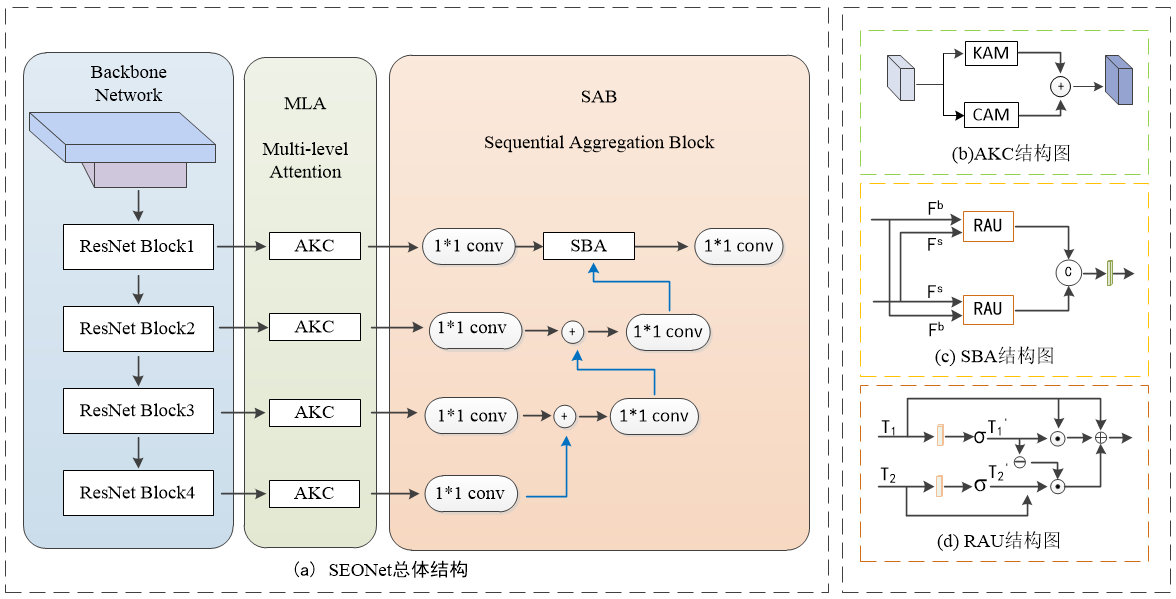 Backbone
Network
MLA
Multi-level
Attention
SAB
Sequential Aggregation Block
ResNet Block1
AKC
1*1 conv
SBA
1*1 conv
ResNet Block2
AKC
1*1 conv
+
1*1 conv
ResNet Block3
AKC
1*1 conv
+
1*1 conv
ResNet Block4
AKC
1*1 conv
(a) SEONet总体结构
KAM
+
CAM
(b)AKC结构图
Fᵇ
RAU
Fˢ
C
Fˢ
RAU
Fᵇ
(c) SBA结构图
T₁
σ
T₁'
T₂
σ
T₂'
(d) RAU结构图